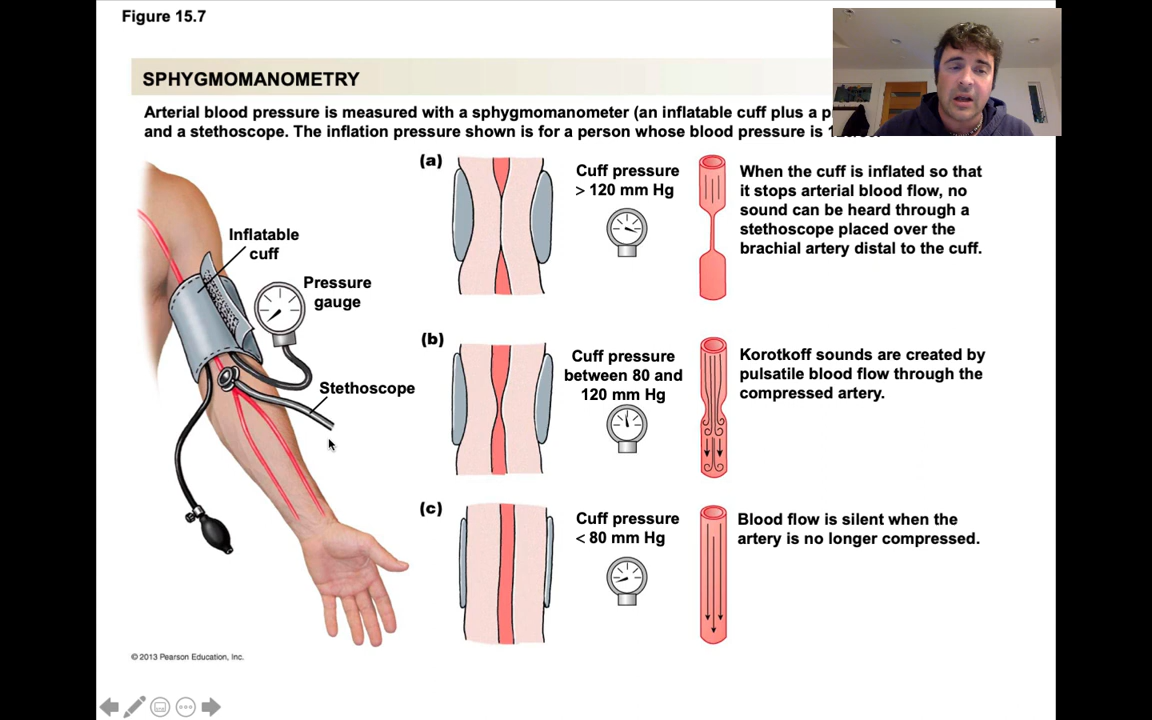 Figure 15.7
SPHYGMOMANOMETRY
Arterial blood pressure is measured with a sphygmomanometer (an inflatable cuff plus a
and a stethoscope. The inflation pressure shown is for a person whose blood pressure is
Inflatable
cuff
Pressure
gauge
Stethoscope
(a)
Cuff pressure
> 120 mm Hg
When the cuff is inflated so that
it stops arterial blood flow, no
sound can be heard through a
stethoscope placed over the
brachial artery distal to the cuff.
(b)
Cuff pressure
between 80 and
120 mm Hg
Korotkoff sounds are created by
pulsatile blood flow through the
compressed artery.
(c)
Cuff pressure
< 80 mm Hg
Blood flow is silent when the
artery is no longer compressed.
© 2013 Pearson Education, Inc.